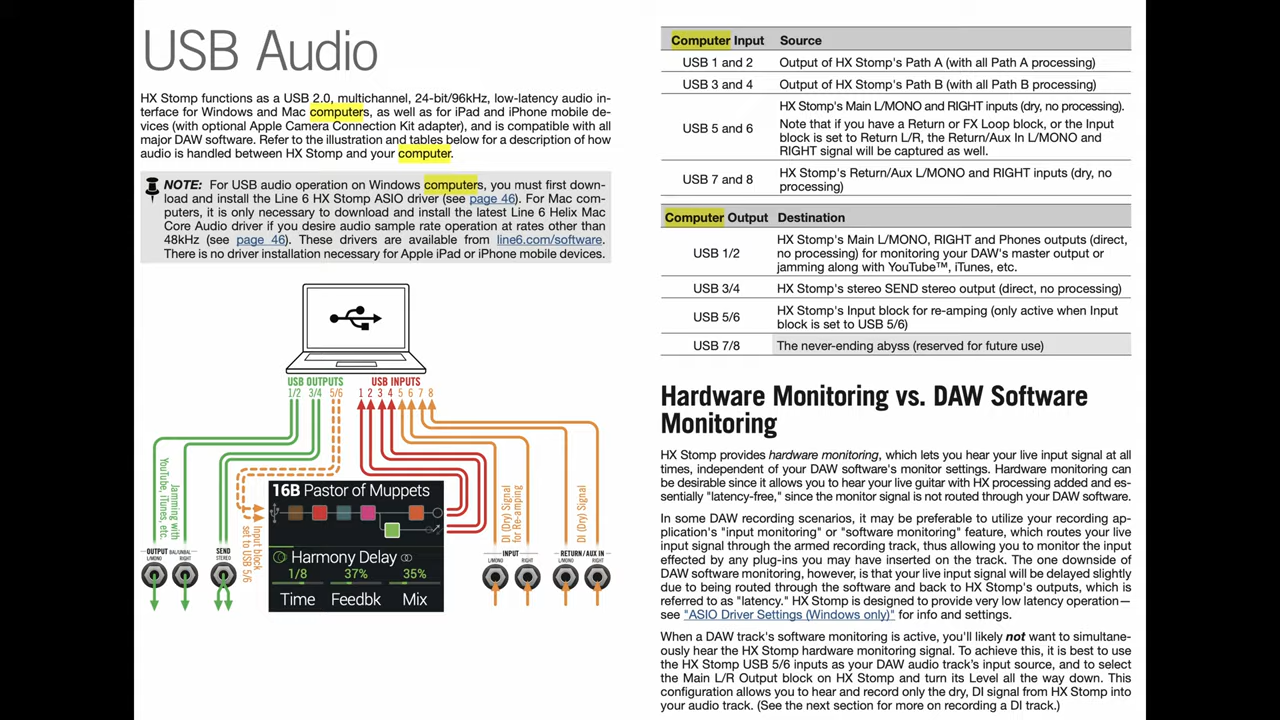 USB Audio
HX Stomp functions as a USB 2.0, multichannel, 24-bit/96kHz, low-latency audio in-
terface for Windows and Mac computers, as well as for iPad and iPhone mobile de-
vices (with optional Apple Camera Connection Kit adapter), and is compatible with all
major DAW software. Refer to the illustration and tables below for a description of how
audio is handled between HX Stomp and your computer.
NOTE: For USB audio operation on Windows computers, you must first down-
load and install the Line 6 HX Stomp ASIO driver (see page 46). For Mac com-
puters, it is only necessary to download and install the latest Line 6 Helix Mac
Core Audio driver if you desire audio sample rate operation at rates other than
48kHz (see page 46). These drivers are available from line6.com/software.
There is no driver installation necessary for Apple iPad or iPhone mobile devices.
USB OUTPUTS USB INPUTS
1/2 3/4 5/6 1 2 3 4 5 6 7 8
YouTube, iTunes, etc.
Jamming with
Input block
set to USB 5/6
DI (Dry) Signal
for Re-amping
DI (Dry) Signal
16B Pastor of Muppets
Harmony Delay
1/8 37% 35%
Time Feedbk Mix
OUTPUT BAL/UNBAL
L/MONO RIGHT
SEND
STEREO
INPUT
L/MONO RIGHT
RETURN/AUX IN
L/MONO RIGHT
Computer Input Source
USB 1 and 2 Output of HX Stomp's Path A (with all Path A processing)
USB 3 and 4 Output of HX Stomp's Path B (with all Path B processing)
USB 5 and 6 HX Stomp's Main L/MONO and RIGHT inputs (dry, no processing).
Note that if you have a Return or FX Loop block, or the Input
block is set to Return L/R, the Return/Aux In L/MONO and
RIGHT signal will be captured as well.
USB 7 and 8 HX Stomp's Return/Aux L/MONO and RIGHT inputs (dry, no
processing)
Computer Output Destination
USB 1/2 HX Stomp's Main L/MONO, RIGHT and Phones outputs (direct,
no processing) for monitoring your DAW's master output or
jamming along with YouTube™, iTunes, etc.
USB 3/4 HX Stomp's stereo SEND stereo output (direct, no processing)
USB 5/6 HX Stomp's Input block for re-amping (only active when Input
block is set to USB 5/6)
USB 7/8 The never-ending abyss (reserved for future use)
Hardware Monitoring vs. DAW Software
Monitoring
HX Stomp provides hardware monitoring, which lets you hear your live input signal at all
times, independent of your DAW software's monitor settings. Hardware monitoring can
be desirable since it allows you to hear your live guitar with HX processing added and es-
sentially "latency-free," since the monitor signal is not routed through your DAW software.
In some DAW recording scenarios, it may be preferable to utilize your recording ap-
plication's "input monitoring" or "software monitoring" feature, which routes your live
input signal through the armed recording track, thus allowing you to monitor the input
effected by any plug-ins you may have inserted on the track. The one downside of
DAW software monitoring, however, is that your live input signal will be delayed slightly
due to being routed through the software and back to HX Stomp's outputs, which is
referred to as "latency." HX Stomp is designed to provide very low latency operation—
see "ASIO Driver Settings (Windows only)" for info and settings.
When a DAW track's software monitoring is active, you'll likely not want to simultane-
ously hear the HX Stomp hardware monitoring signal. To achieve this, it is best to use
the HX Stomp USB 5/6 inputs as your DAW audio track's input source, and to select
the Main L/R Output block on HX Stomp and turn its Level all the way down. This
configuration allows you to hear and record only the dry, DI signal from HX Stomp into
your audio track. (See the next section for more on recording a DI track.)